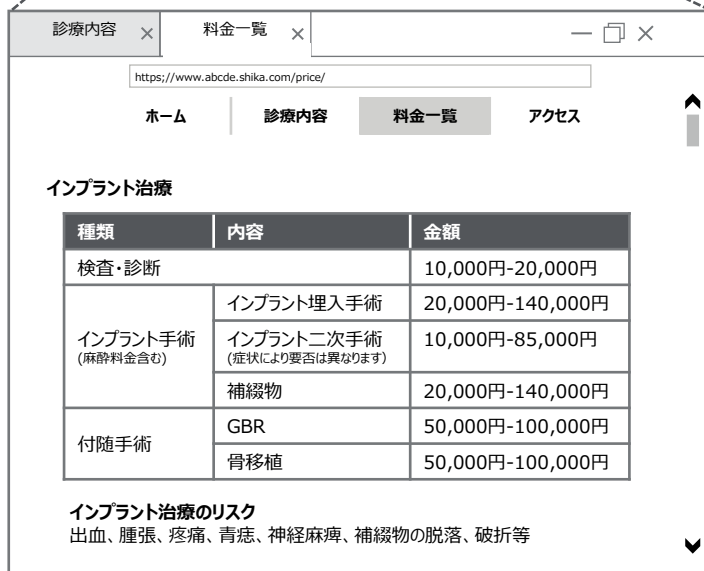 診療内容 ×
料金一覧 ×
https;//www.abcde.shika.com/price/
ホーム 診療内容 料金一覧 アクセス
インプラント治療
種類 内容 金額
検査・診断 10,000円-20,000円
インプラント手術
(麻酔料金含む)
インプラント埋入手術 20,000円-140,000円
インプラント二次手術 10,000円-85,000円
(症状により要否は異なります)
補綴物 20,000円-140,000円
付随手術
GBR 50,000円-100,000円
骨移植 50,000円-100,000円
インプラント治療のリスク
出血、腫張、疼痛、青痣、神経麻痺、補綴物の脱落、破折等